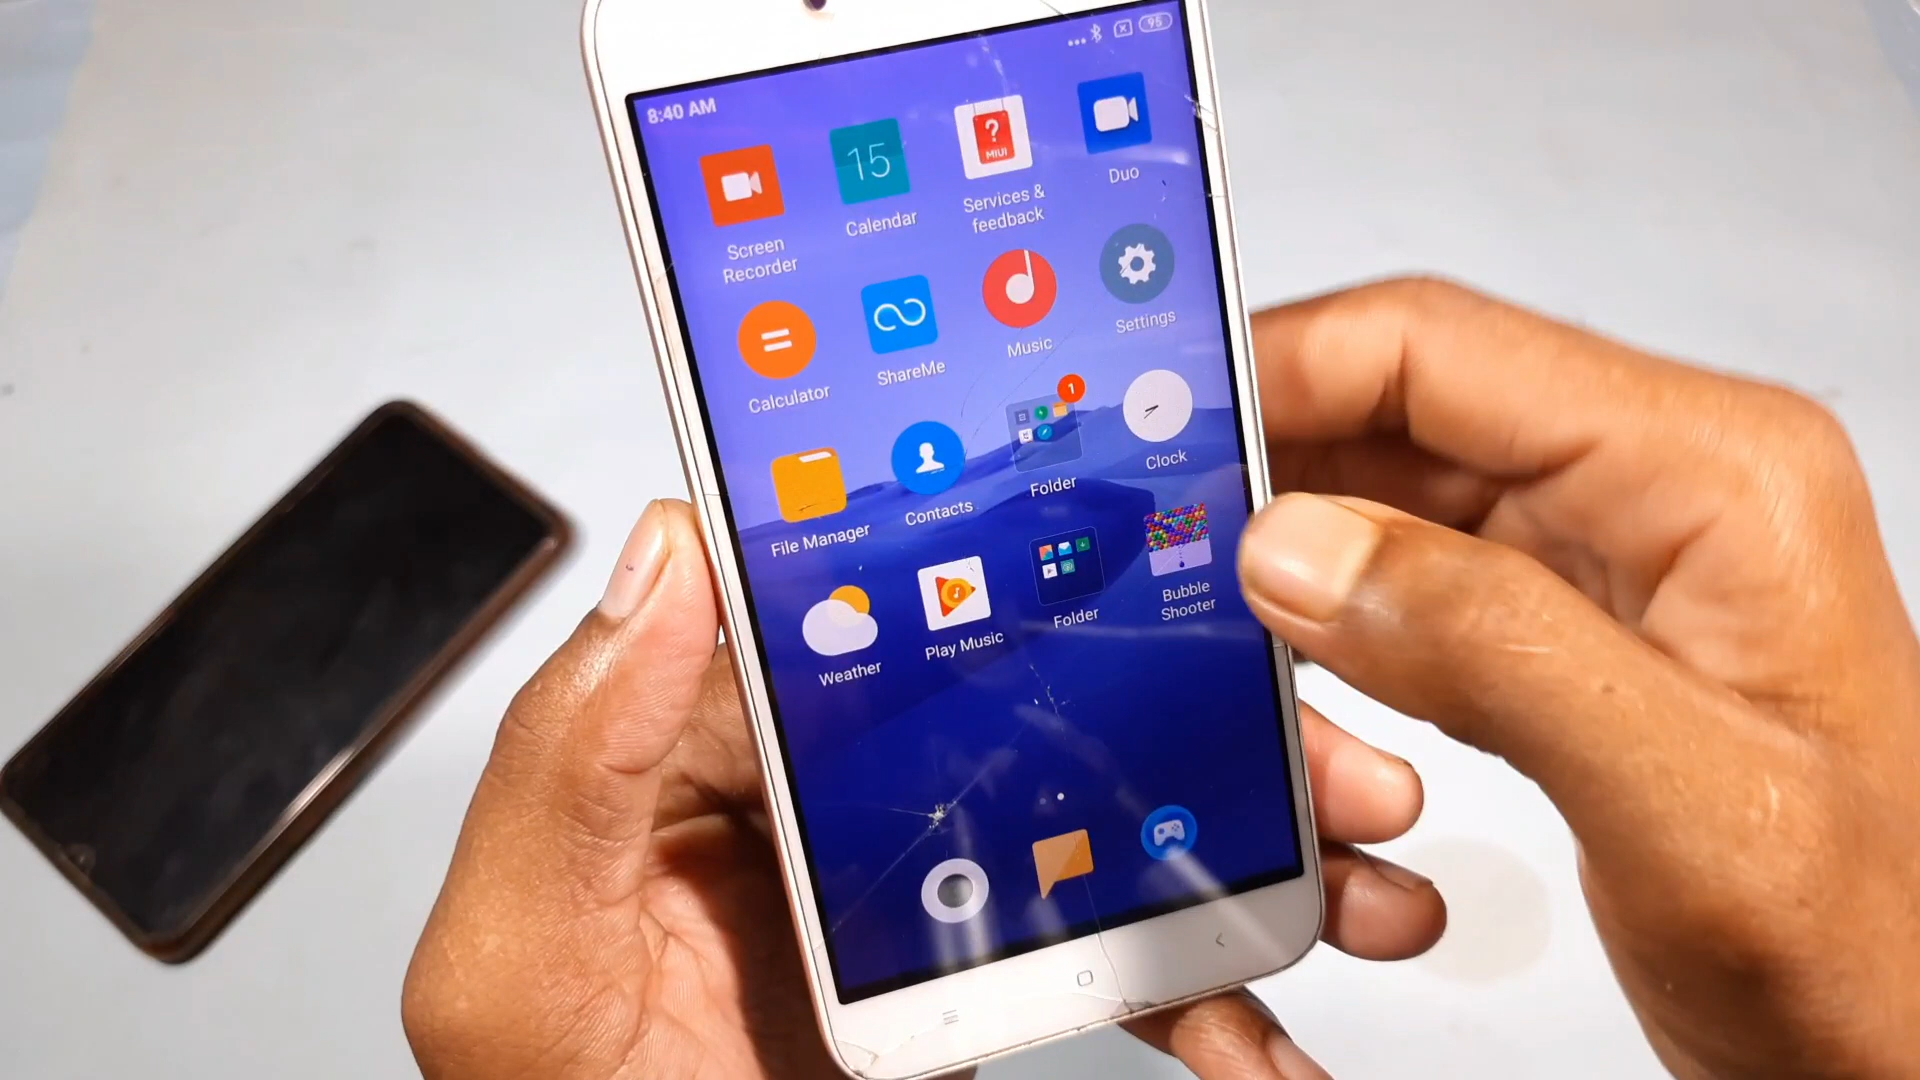 8:40 AM
95
Screen
Recorder
15
Calendar
?
MIUI
Services &
feedback
Duo
Calculator
ShareMe
Music
Settings
File Manager
Contacts
1
Folder
Clock
Weather
Play Music
Folder
Bubble
Shooter